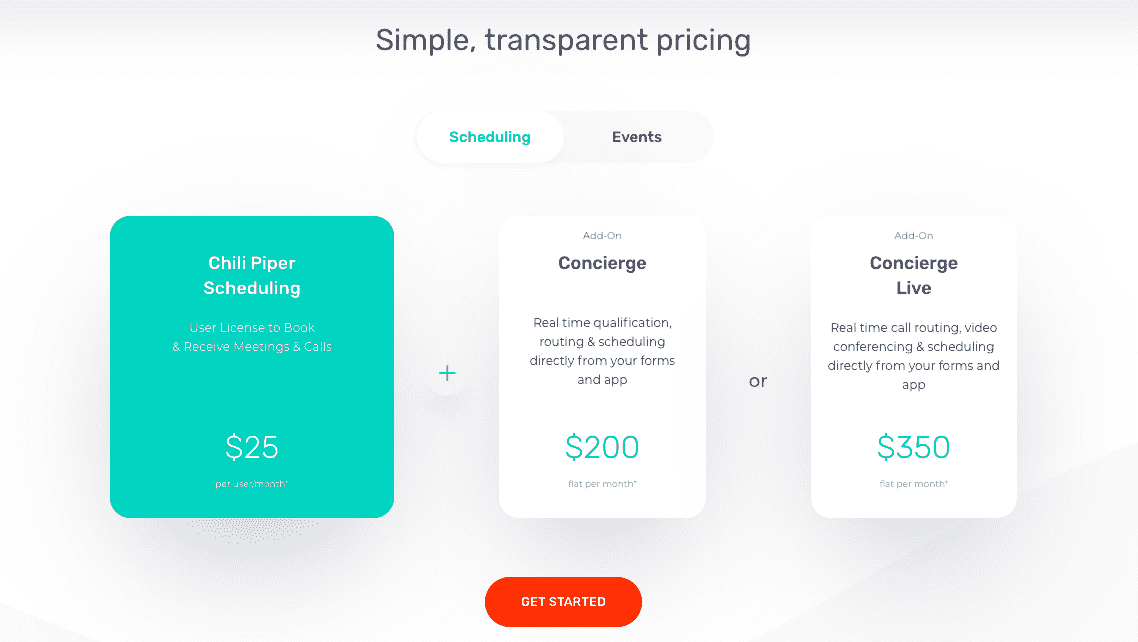 Simple, transparent pricing
Scheduling
Events
Chili Piper
Scheduling
User License to Book
& Receive Meetings & Calls
$25
per user/month*
+
Add-On
Concierge
Real time qualification,
routing & scheduling
directly from your forms
and app
$200
flat per month*
or
Add-On
Concierge
Live
Real time call routing, video
conferencing & scheduling
directly from your forms and
app
$350
flat per month*
GET STARTED